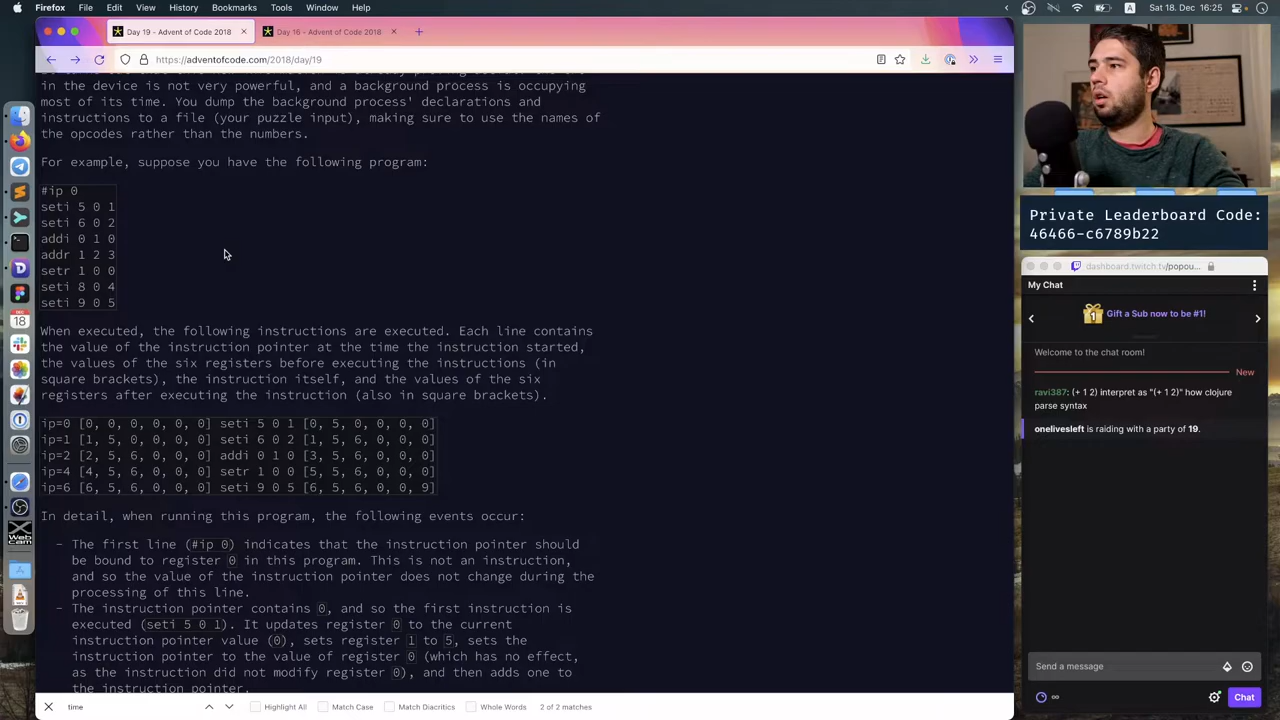 Firefox File Edit View History Bookmarks Tools Window Help
Sat 18. Dec 16:25
Day 19 - Advent of Code 2018
Day 16 - Advent of Code 2018
https://adventofcode.com/2018/day/19
in the device is not very powerful, and a background process is occupying
most of its time. You dump the background process' declarations and
instructions to a file (your puzzle input), making sure to use the names of
the opcodes rather than the numbers.
For example, suppose you have the following program:
#ip 0
seti 5 0 1
seti 6 0 2
addi 0 1 0
addr 1 2 3
setr 1 0 0
seti 8 0 4
seti 9 0 5
When executed, the following instructions are executed. Each line contains
the value of the instruction pointer at the time the instruction started,
the values of the six registers before executing the instructions (in
square brackets), the instruction itself, and the values of the six
registers after executing the instruction (also in square brackets).
ip=0 [0, 0, 0, 0, 0, 0] seti 5 0 1 [0, 5, 0, 0, 0, 0]
ip=1 [1, 5, 0, 0, 0, 0] seti 6 0 2 [1, 5, 6, 0, 0, 0]
ip=2 [2, 5, 6, 0, 0, 0] addi 0 1 0 [3, 5, 6, 0, 0, 0]
ip=4 [4, 5, 6, 0, 0, 0] setr 1 0 0 [5, 5, 6, 0, 0, 0]
ip=6 [6, 5, 6, 0, 0, 0] seti 9 0 5 [6, 5, 6, 0, 0, 9]
In detail, when running this program, the following events occur:
- The first line (#ip 0) indicates that the instruction pointer should
be bound to register 0 in this program. This is not an instruction,
and so the value of the instruction pointer does not change during the
processing of this line.
- The instruction pointer contains 0, and so the first instruction is
executed (seti 5 0 1). It updates register 0 to the current
instruction pointer value (0), sets register 1 to 5, sets the
instruction pointer to the value of register 0 (which has no effect,
as the instruction did not modify register 0), and then adds one to
the instruction pointer.
time
Highlight All
Match Case
Match Diacritics
Whole Words
2 of 2 matches
Private Leaderboard Code:
46466-c6789b22
dashboard.twitch.tv/popou...
My Chat
Gift a Sub now to be #1!
Welcome to the chat room!
New
ravi387: (+ 1 2) interpret as "(+ 1 2)" how clojure
parse syntax
onelivesleft is raiding with a party of 19.
Send a message
Chat